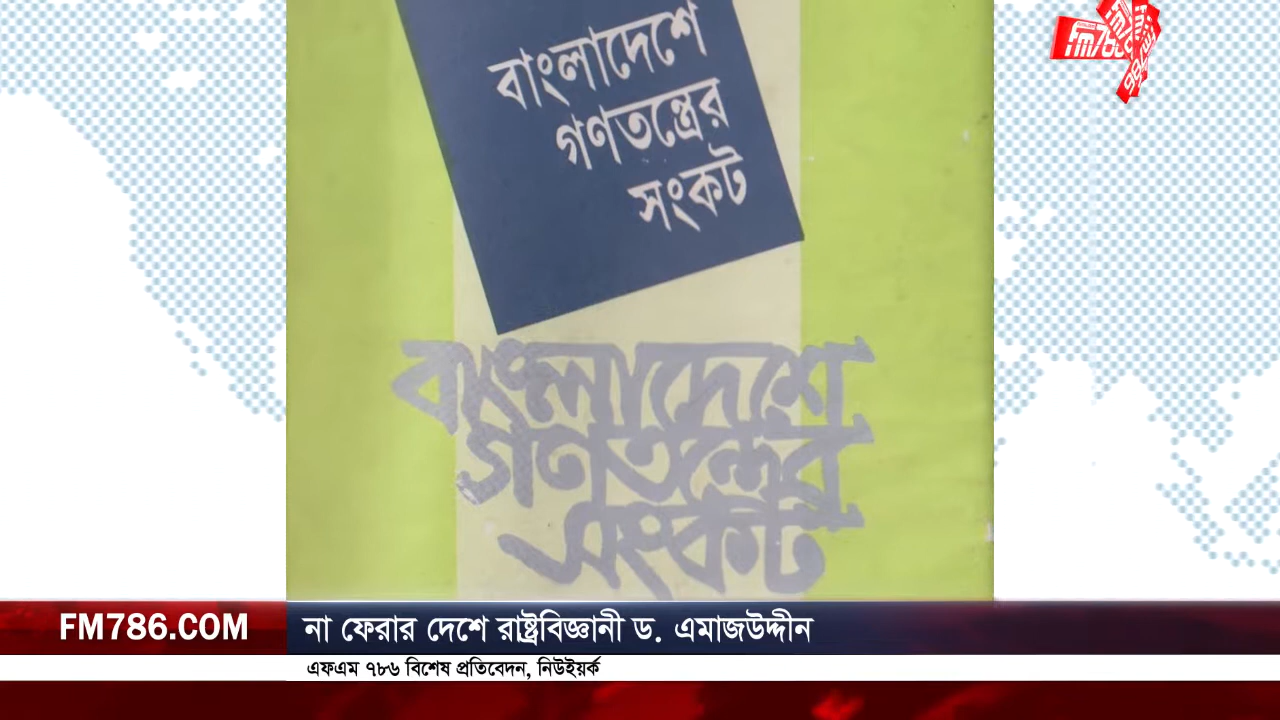 বাংলাদেশে
গণতন্ত্রের
সংকট
বাংলাদেশে
গণতন্ত্রের
সংকট
FM786.COM
না ফেরার দেশে রাষ্ট্রবিজ্ঞানী ড. এমাজউদ্দীন
এফএম ৭৮৬ বিশেষ প্রতিবেদন, নিউইয়র্ক